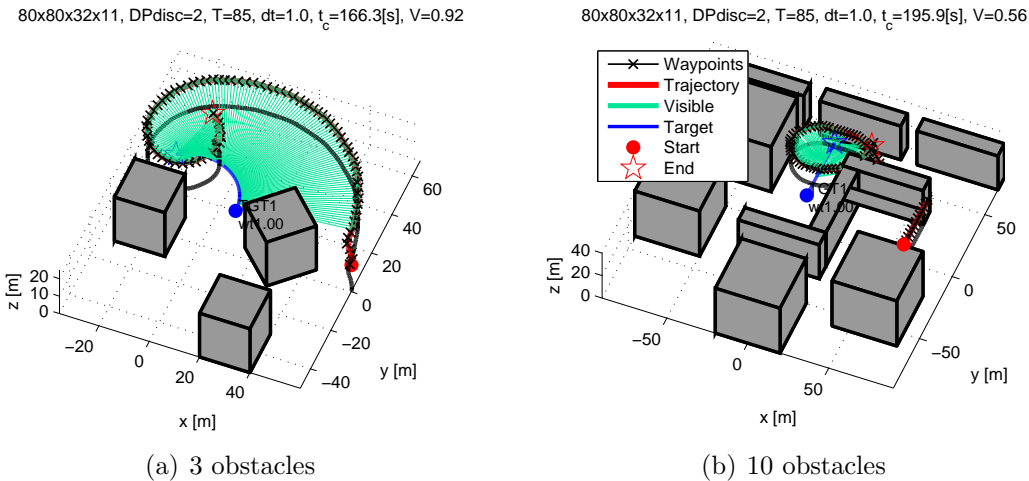 80x80x32x11, DPdisc=2, T=85, dt=1.0, t_c=166.3[s], V=0.92
60
40
20
0
−20
−40
y [m]
20
10
0
z [m]
−20
0
20
40
x [m]
TGT1
wt1.00
(a) 3 obstacles
80x80x32x11, DPdisc=2, T=85, dt=1.0, t_c=195.9[s], V=0.56
Waypoints
Trajectory
Visible
Target
Start
End
TGT1
wt1.00
50
0
−50
y [m]
40
20
0
z [m]
−50
0
50
x [m]
(b) 10 obstacles